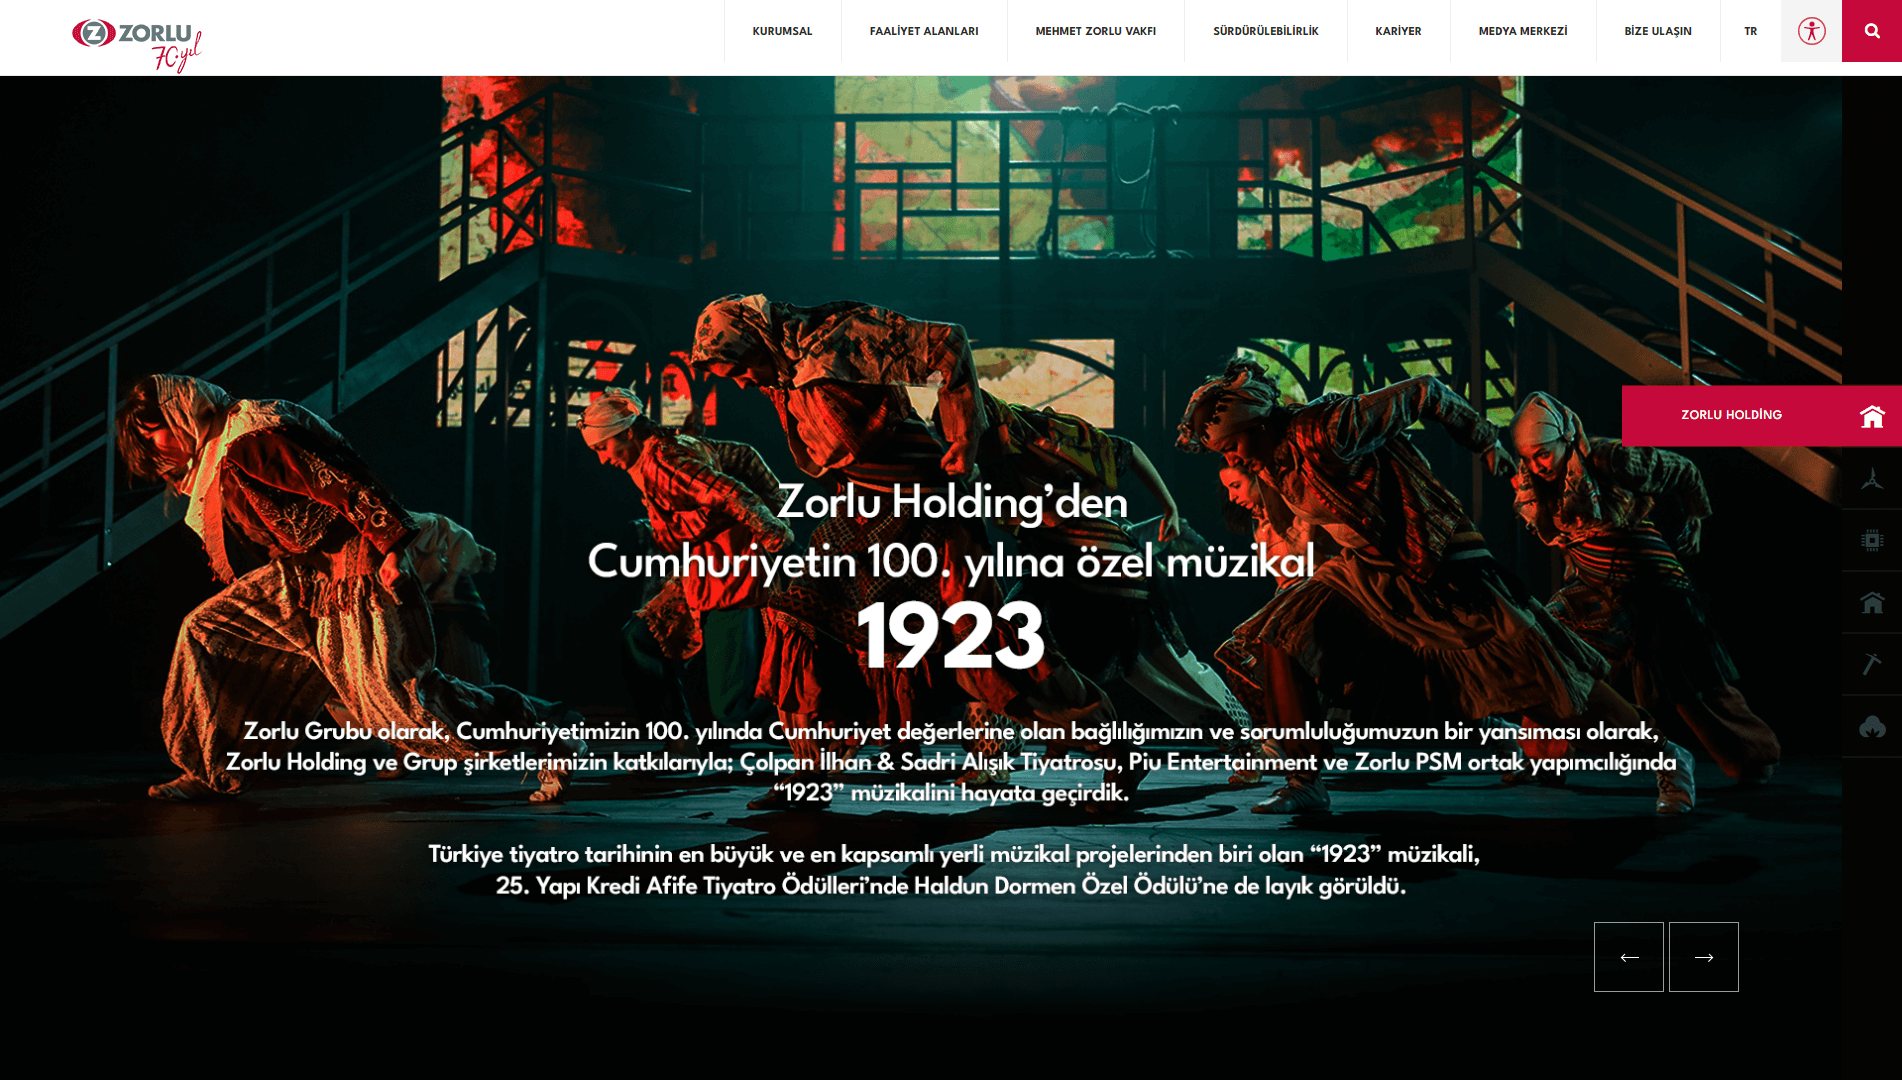 ZORLU
70.yıl
KURUMSAL
FAALİYET ALANLARI
MEHMET ZORLU VAKFI
SÜRDÜRÜLEBİLİRLİK
KARİYER
MEDYA MERKEZİ
BİZE ULAŞIN
TR
ZORLU HOLDİNG
Zorlu Holding’den
Cumhuriyetin 100. yılına özel müzikal
1923
Zorlu Grubu olarak, Cumhuriyetimizin 100. yılında Cumhuriyet değerlerine olan bağlılığımızın ve sorumluluğumuzun bir yansıması olarak,
Zorlu Holding ve Grup şirketlerimizin katkılarıyla; Çolpan İlhan & Sadri Alışık Tiyatrosu, Piu Entertainment ve Zorlu PSM ortak yapımcılığında
“1923” müzikalini hayata geçirdik.
Türkiye tiyatro tarihinin en büyük ve en kapsamlı yerli müzikal projelerinden biri olan “1923” müzikali,
25. Yapı Kredi Afife Tiyatro Ödülleri’nde Haldun Dormen Özel Ödülü’ne de layık görüldü.